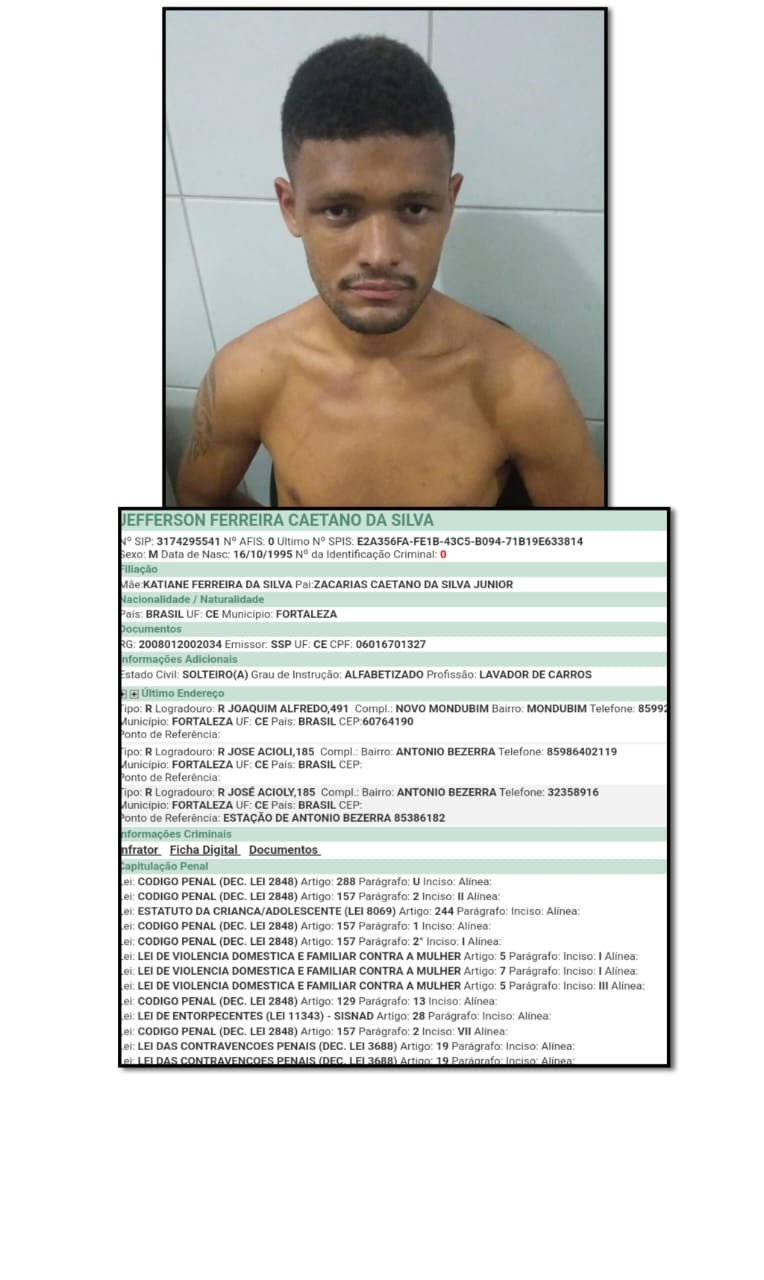 JEFFERSON FERREIRA CAETANO DA SILVA
Nº SIP: 3174295541 Nº AFIS: 0 Ultimo Nº SPIS: E2A356FA-FE1B-43C5-B094-71B19E633814
Sexo: M Data de Nasc: 16/10/1995 Nº da Identificação Criminal: 0
Filiação
Mãe:KATIANE FERREIRA DA SILVA Pai:ZACARIAS CAETANO DA SILVA JUNIOR
Nacionalidade / Naturalidade
País: BRASIL UF: CE Município: FORTALEZA
Documentos
RG: 2008012002034 Emissor: SSP UF: CE CPF: 06016701327
nformações Adicionais
Estado Civil: SOLTEIRO(A) Grau de Instrução: ALFABETIZADO Profissão: LAVADOR DE CARROS
Último Endereço
Tipo: R Logradouro: R JOAQUIM ALFREDO,491 Compl.: NOVO MONDUBIM Bairro: MONDUBIM Telefone: 85992
Município: FORTALEZA UF: CE País: BRASIL CEP:60764190
Ponto de Referência:
Tipo: R Logradouro: R JOSE ACIOLI,185 Compl.: Bairro: ANTONIO BEZERRA Telefone: 85986402119
Município: FORTALEZA UF: CE País: BRASIL CEP:
Ponto de Referência:
Tipo: R Logradouro: R JOSÉ ACIOLY,185 Compl.: Bairro: ANTONIO BEZERRA Telefone: 32358916
Município: FORTALEZA UF: CE País: BRASIL CEP:
Ponto de Referência: ESTAÇÃO DE ANTONIO BEZERRA 85386182
nformações Criminais
nfrator Ficha Digital Documentos
Capitulação Penal
Lei: CODIGO PENAL (DEC. LEI 2848) Artigo: 288 Parágrafo: U Inciso: Alínea:
Lei: CODIGO PENAL (DEC. LEI 2848) Artigo: 157 Parágrafo: 2 Inciso: II Alínea:
Lei: ESTATUTO DA CRIANCA/ADOLESCENTE (LEI 8069) Artigo: 244 Parágrafo: Inciso: Alínea:
Lei: CODIGO PENAL (DEC. LEI 2848) Artigo: 157 Parágrafo: 1 Inciso: Alínea:
Lei: CODIGO PENAL (DEC. LEI 2848) Artigo: 157 Parágrafo: 2° Inciso: I Alínea:
Lei: LEI DE VIOLENCIA DOMESTICA E FAMILIAR CONTRA A MULHER Artigo: 5 Parágrafo: Inciso: I Alínea:
Lei: LEI DE VIOLENCIA DOMESTICA E FAMILIAR CONTRA A MULHER Artigo: 7 Parágrafo: Inciso: I Alínea:
Lei: LEI DE VIOLENCIA DOMESTICA E FAMILIAR CONTRA A MULHER Artigo: 5 Parágrafo: Inciso: III Alínea:
Lei: CODIGO PENAL (DEC. LEI 2848) Artigo: 129 Parágrafo: 13 Inciso: Alínea:
Lei: LEI DE ENTORPECENTES (LEI 11343) - SISNAD Artigo: 28 Parágrafo: Inciso: Alínea:
Lei: CODIGO PENAL (DEC. LEI 2848) Artigo: 157 Parágrafo: 2 Inciso: VII Alínea:
Lei: LEI DAS CONTRAVENCOES PENAIS (DEC. LEI 3688) Artigo: 19 Parágrafo: Inciso: Alínea:
Lei: LEI DAS CONTRAVENCOES PENAIS (DEC. LEI 3688) Artigo: 19 Parágrafo: Inciso: Alínea: